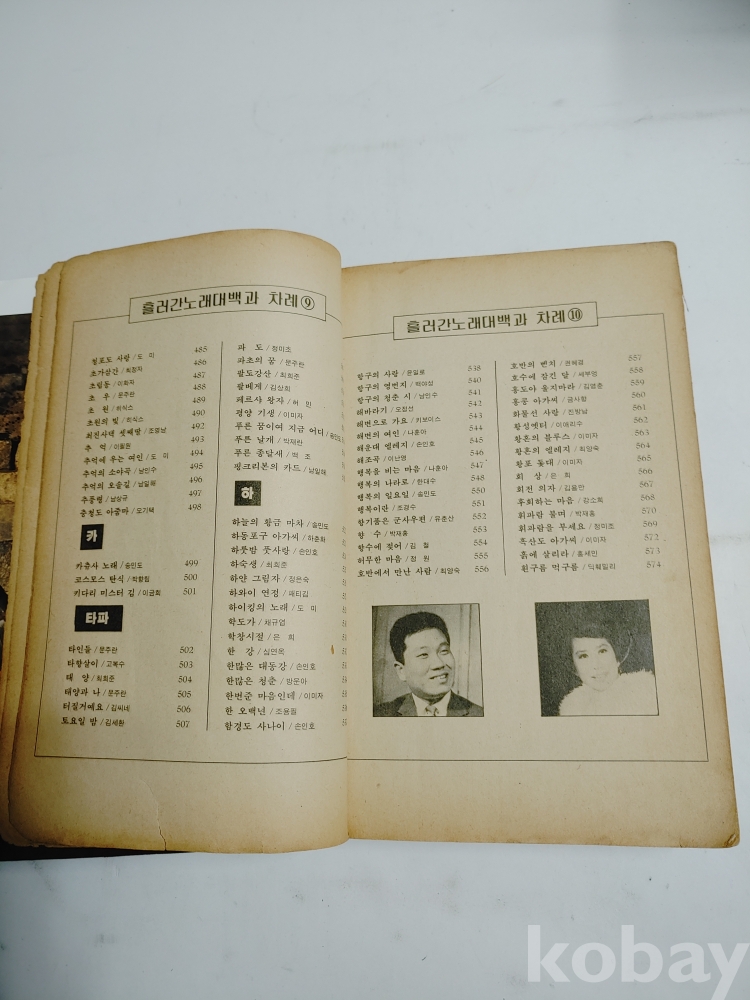 흘러간노래대백과 차례⑨
청포도 사랑/도 미 485
초가삼간/최정자 486
초립동/이화자 487
초 우/문주란 488
초 원/히식스 489
초원의 빛/히식스 490
최진사댁 셋째딸/조영남 492
추 억/이필원 493
추억에 우는 여인/도 미 494
추억의 소야곡/남인수 495
추억의 오솔길/남일해 496
추풍령/남상규 497
충청도 아줌마/오기택 498
카
카츄사 노래/송민도 499
코스모스 탄식/박향림 500
키다리 미스터 김/이금희 501
타파
타인들/문주란 502
타향살이/고복수 503
태 양/최희준 504
태양과 나/문주란 505
터질거예요/김씨네 506
토요일 밤/김세환 507
파 도/정미조
파초의 꿈/문주란
팔도강산/최희준
팔베게/김상희
페르샤 왕자/허 민
평양 기생/이미자
푸른 꿈이여 지금 어디/
푸른 날개/박재란
푸른 종달새/박 조
핑크리본의 카드/남일해
하
하늘의 황금 마차/송민도
하동포구 아가씨/하춘화
하룻밤 풋사랑/손인호
하숙생/최희준
하얀 그림자/정은숙
하와이 연정/패티김
하이킹의 노래/도 미
학도가/채규엽
학창시절/은 희
한 강/심연옥
한많은 대동강/손인호
한많은 청춘/방운아
한번준 마음인데/이미자
한 오백년/조용필
함경도 사나이/손인호
흘러간노래대백과 차례⑩
항구의 사랑/윤일로 538
항구의 영번지/백야성 540
항구의 청춘 시/남인수 541
해바라기/오정선 542
해변으로 가요/키보이스 543
해변의 여인/나훈아 544
해운대 엘레지/손인호 545
해조곡/이난영 546
행복을 비는 마음/나훈아 547
행복의 나라로/한대수 548
행복의 일요일/송민도 550
행복이란/조경수 551
향기품은 군사우편/유춘산 552
향 수/박재홍 553
향수에 젖어/김 철 554
허무한 마음/정 원 555
호반에서 만난 사람/최양숙 556
호반의 벤치/권혜경 557
호수에 잠긴 달/쎄부엉 558
홍도야 울지마라/김영춘 559
홍콩 아가씨/금사향 560
화물선 사랑/진방남 561
황성옛터/이애리수 562
황혼의 블루스/이미자 563
황혼의 엘레지/최양숙 564
황포 돛대/이미자 565
회 상/은 희 566
회전 의자/김용만 567
후회하는 마음/강소희 568
휘파람 불며/박재홍 570
휘파람을 부세요/정미조 569
흑산도 아가씨/이미자 572
흙에 살리라/홍세민 573
흰구름 먹구름/딕훼밀리 574
kobay